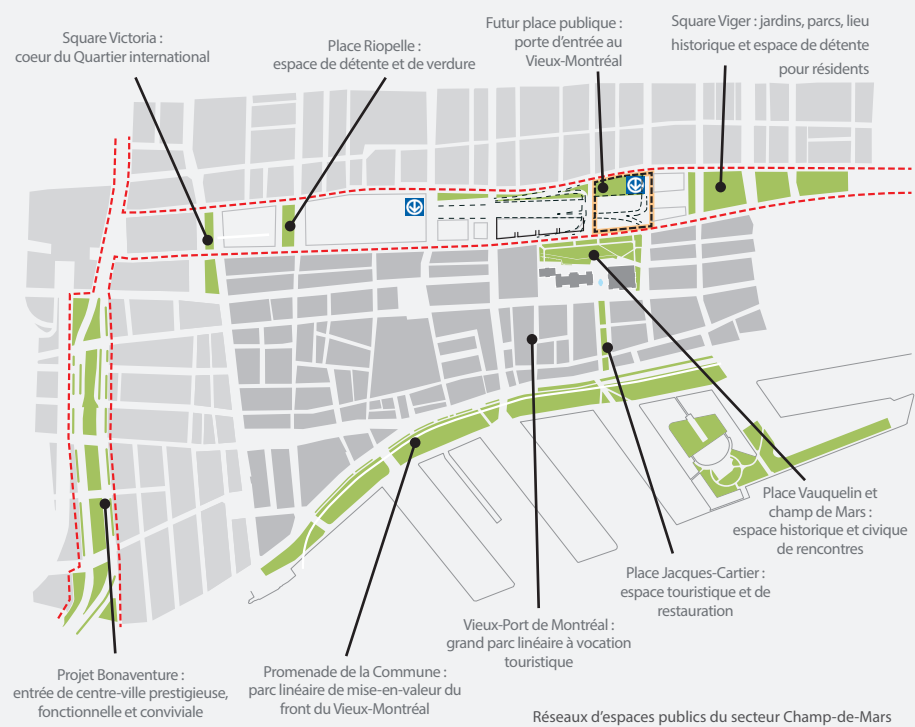 Square Victoria :
coeur du Quartier international
Place Riopelle :
espace de détente et de verdure
Futur place publique :
porte d'entrée au
Vieux-Montréal
Square Viger : jardins, parcs, lieu
historique et espace de détente
pour résidents
Place Vauquelin et
champ de Mars :
espace historique et civique
de rencontres
Place Jacques-Cartier :
espace touristique et de
restauration
Vieux-Port de Montréal :
grand parc linéaire à vocation
touristique
Promenade de la Commune :
parc linéaire de mise-en-valeur du
front du Vieux-Montréal
Projet Bonaventure :
entrée de centre-ville prestigieuse,
fonctionnelle et conviviale
Réseaux d'espaces publics du secteur Champ-de-Mars